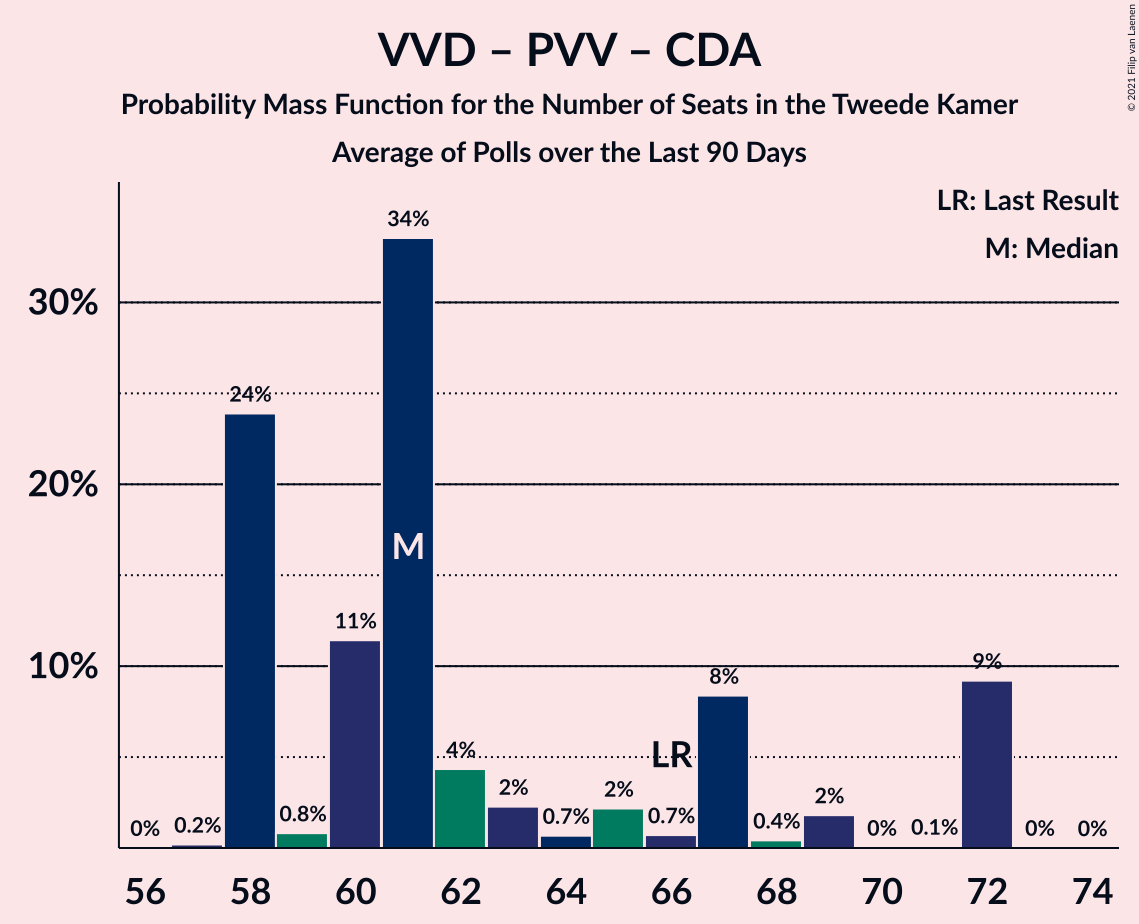 VVD – PVV – CDA
Probability Mass Function for the Number of Seats in the Tweede Kamer
Average of Polls over the Last 90 Days
© 2021 Filip van Laenen
LR: Last Result
M: Median
30%
20%
10%
0%
0.2%
24%
0.8%
11%
34%
M
4%
2%
0.7%
2%
LR
0.7%
8%
0.4%
2%
0%
0.1%
9%
0%
0%
56 58 60 62 64 66 68 70 72 74